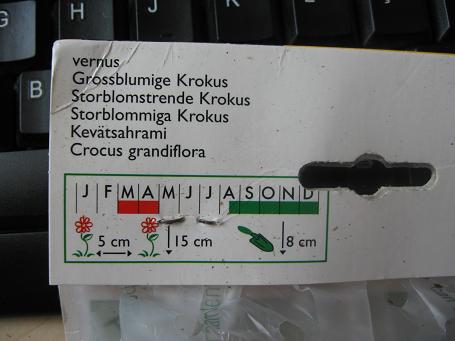 G H J K
B
vernus
Grossblumige Krokus
Storblomstrende Krokus
Storblommiga Krokus
Kevätsahrami
Crocus grandiflora
J F M A M J J A S O N D
5 cm 15 cm 8 cm